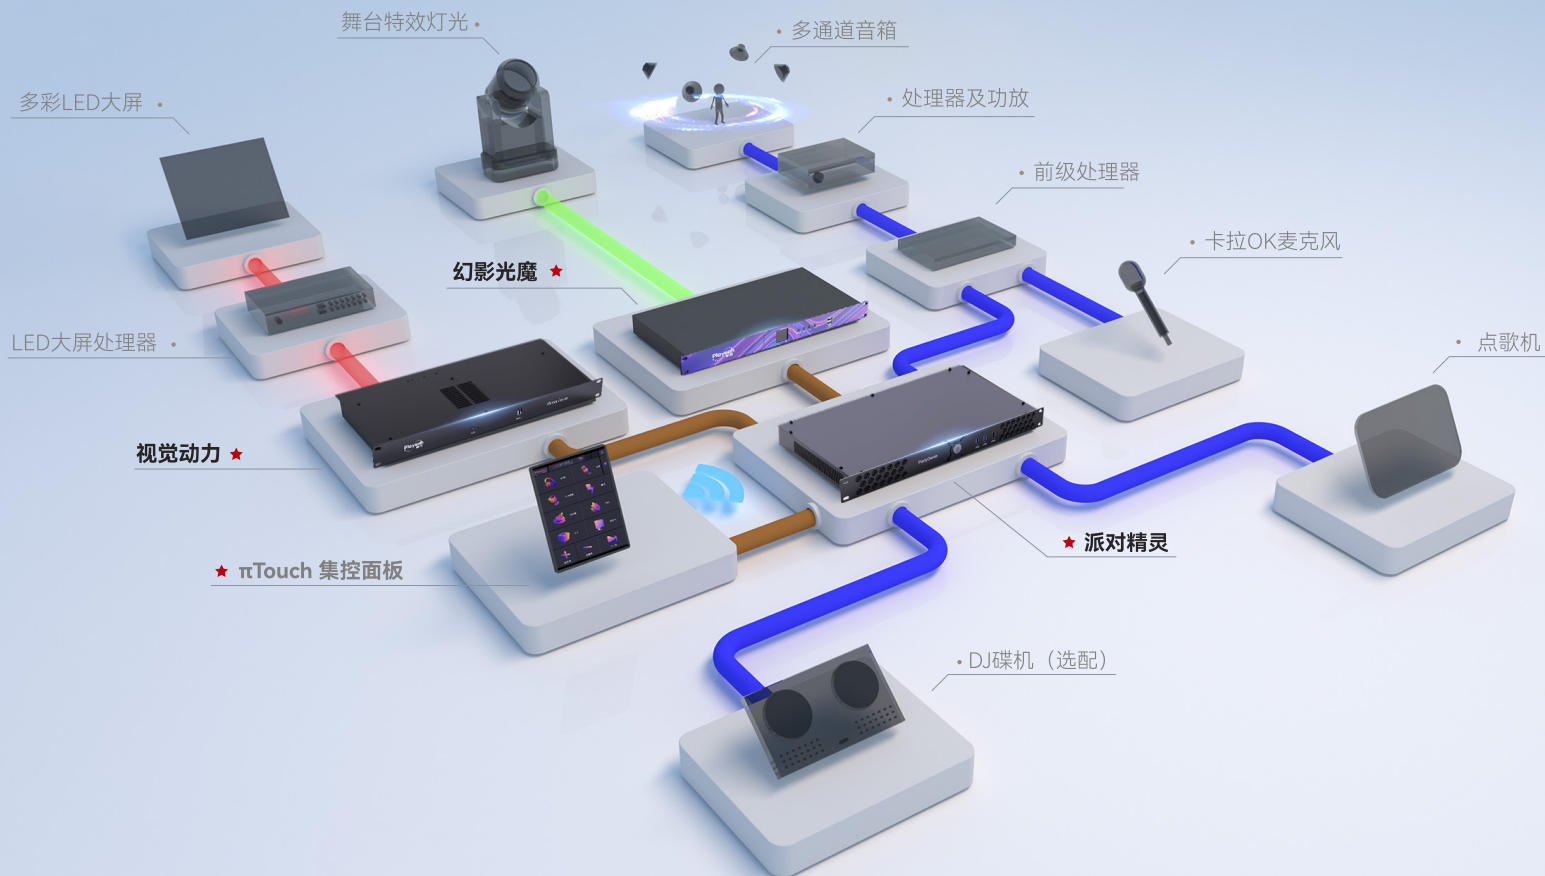 舞台特效灯光
多通道音箱
多彩LED大屏
处理器及功放
前级处理器
卡拉OK麦克风
幻影光魔
LED大屏处理器
点歌机
视觉动力
派对精灵
πTouch 集控面板
DJ碟机（选配）